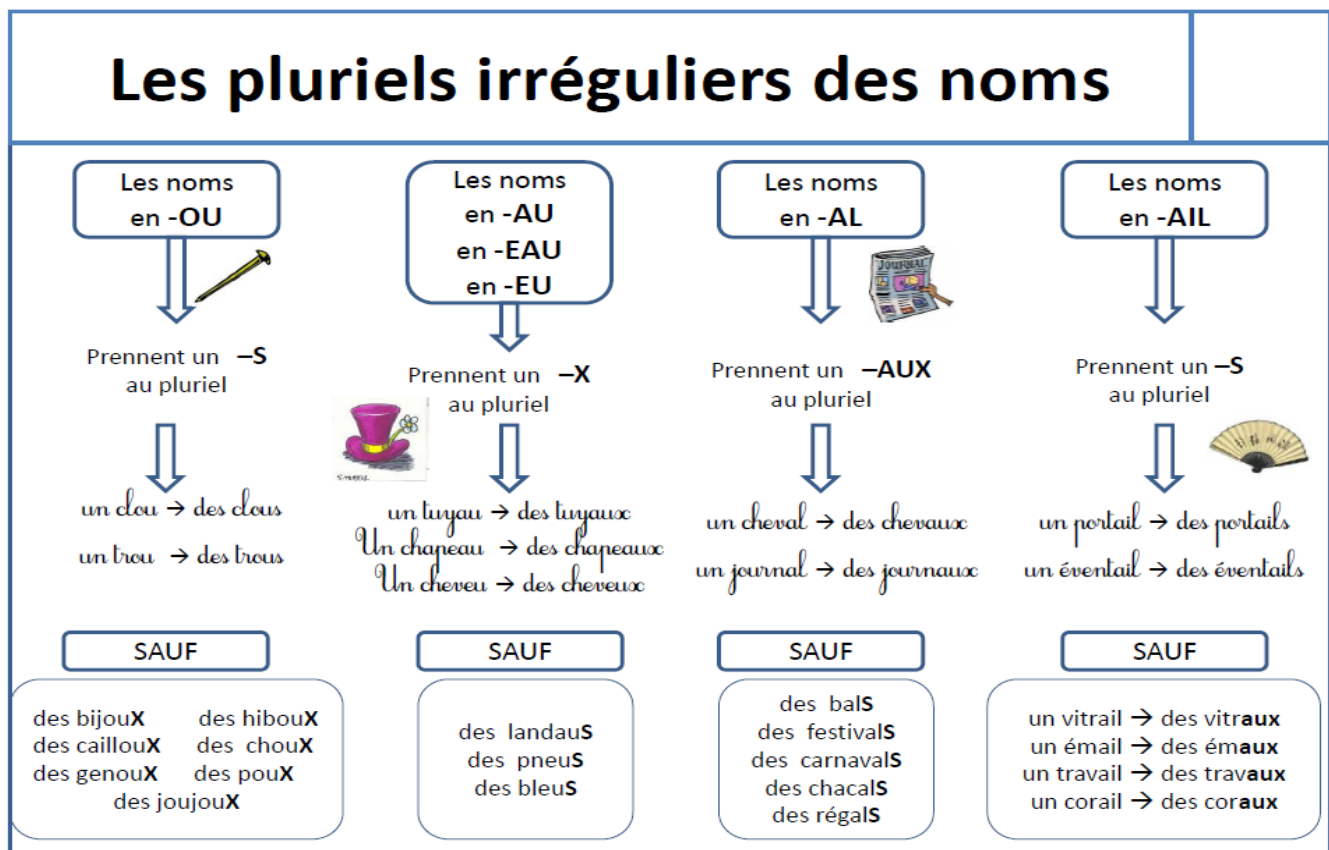 Les pluriels irréguliers des noms
Les noms
en -OU
Prennent un –S
au pluriel
un clou → des clous
un trou → des trous
SAUF
des bijouX des hibouX
des caillouX des chouX
des genouX des pouX
des joujouX
Les noms
en -AU
en -EAU
en -EU
Prennent un –X
au pluriel
un tuyau → des tuyaux
Un chapeau → des chapeaux
Un cheveu → des cheveux
SAUF
des landauS
des pneuS
des bleuS
Les noms
en -AL
JOURNAL
Prennent un –AUX
au pluriel
un cheval → des chevaux
un journal → des journaux
SAUF
des balS
des festivalS
des carnavalS
des chacalS
des régalS
Les noms
en -AIL
Prennent un –S
au pluriel
un portail → des portails
un éventail → des éventails
SAUF
un vitrail → des vitraux
un émail → des émaux
un travail → des travaux
un corail → des coraux